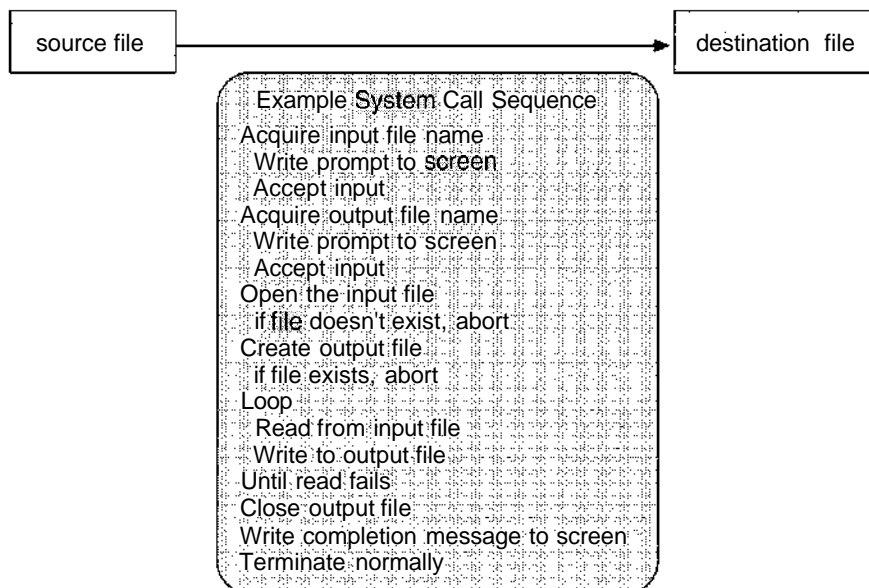 source file
destination file
Example System Call Sequence
Acquire input file name
Write prompt to screen
Accept input
Acquire output file name
Write prompt to screen
Accept input
Open the input file
if file doesn't exist, abort
Create output file
if file exists, abort
Loop
Read from input file
Write to output file
Until read fails
Close output file
Write completion message to screen
Terminate normally